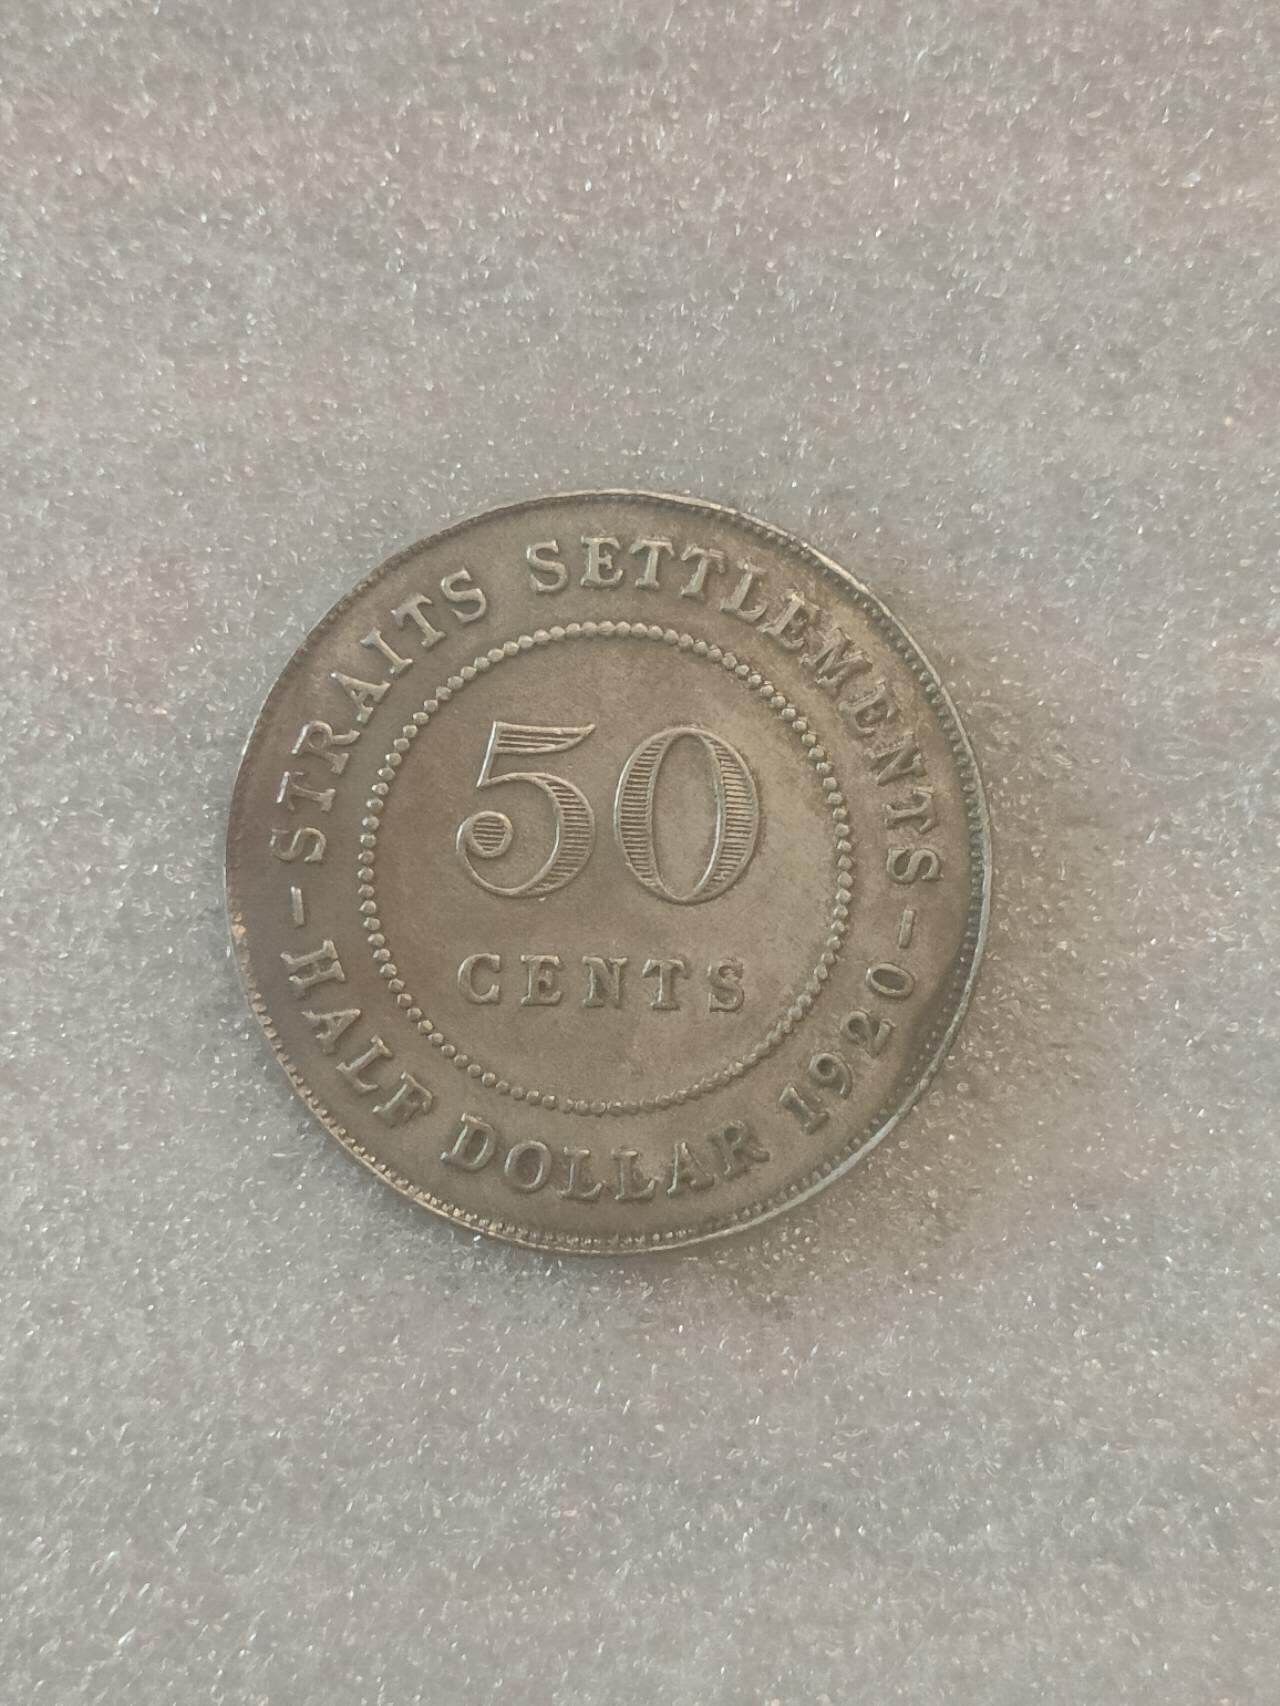 STRAITS SETTLEMENTS
50
CENTS
HALF DOLLAR 1920